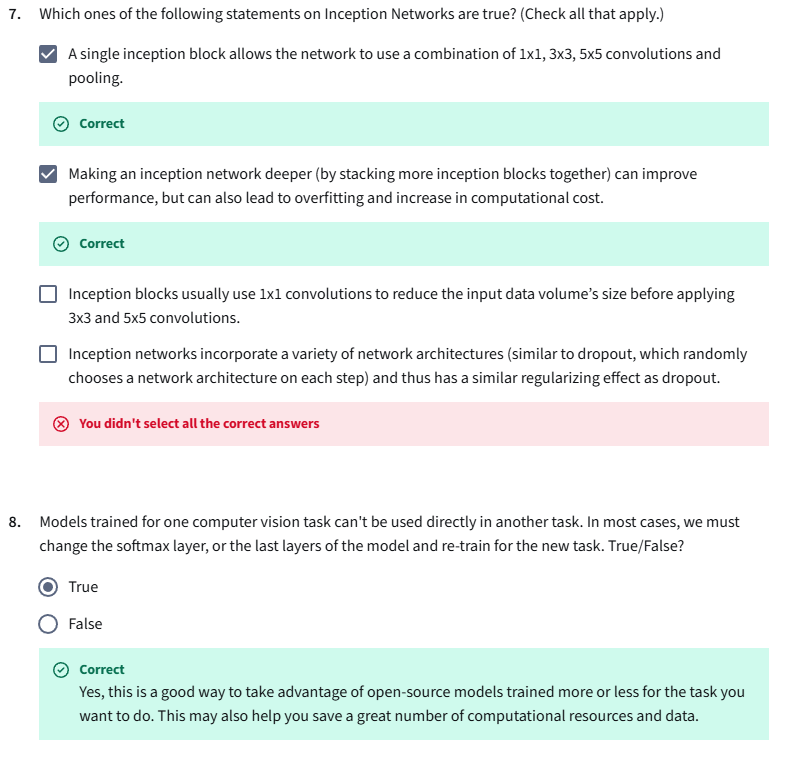 7. Which ones of the following statements on Inception Networks are true? (Check all that apply.)
A single inception block allows the network to use a combination of 1x1, 3x3, 5x5 convolutions and
pooling.
Correct
Making an inception network deeper (by stacking more inception blocks together) can improve
performance, but can also lead to overfitting and increase in computational cost.
Correct
Inception blocks usually use 1x1 convolutions to reduce the input data volume’s size before applying
3x3 and 5x5 convolutions.
Inception networks incorporate a variety of network architectures (similar to dropout, which randomly
chooses a network architecture on each step) and thus has a similar regularizing effect as dropout.
You didn't select all the correct answers
8. Models trained for one computer vision task can't be used directly in another task. In most cases, we must
change the softmax layer, or the last layers of the model and re-train for the new task. True/False?
True
False
Correct
Yes, this is a good way to take advantage of open-source models trained more or less for the task you
want to do. This may also help you save a great number of computational resources and data.